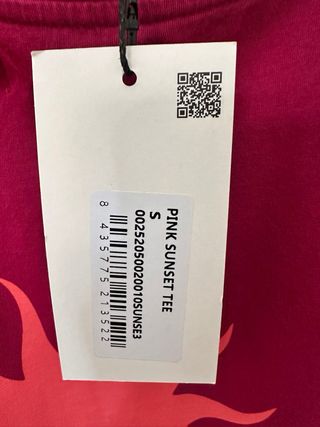 PINK SUNSET TEE
S
00252050020010SUNSE3
8 435775 213522